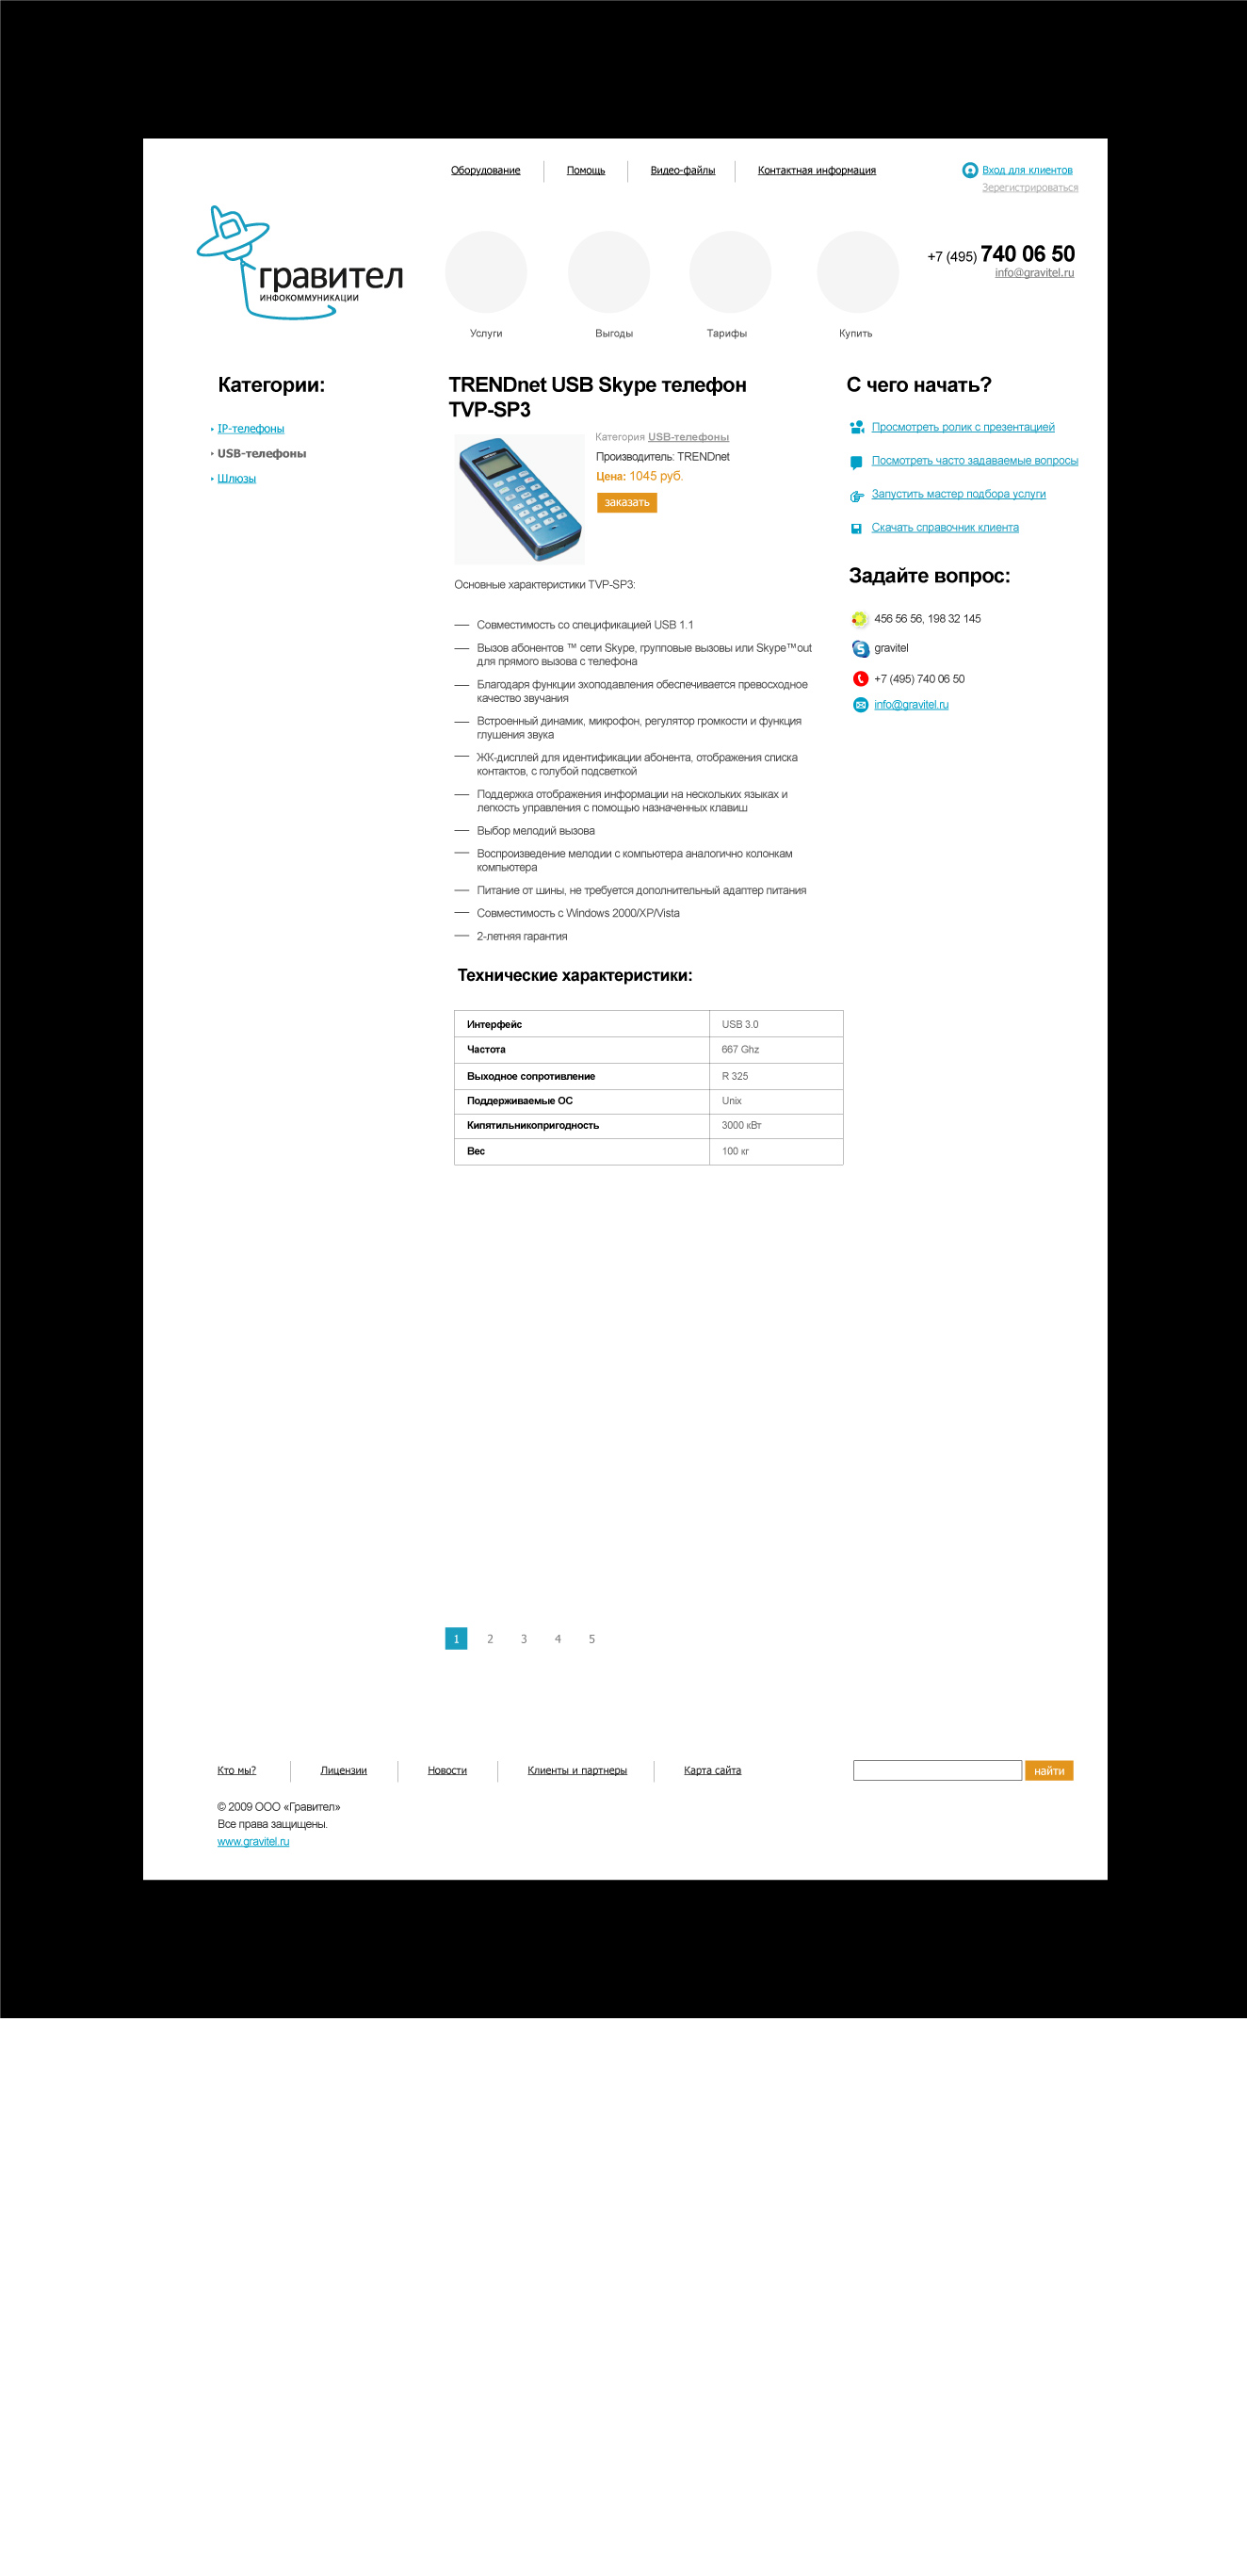 Оборудование
Помощь
Видео-файлы
Контактная информация
Вход для клиентов
Зерегистрироваться
гравител
ИНФОКОММУНИКАЦИИ
+7 (495) 740 06 50
info@gravitel.ru
Услуги
Выгоды
Тарифы
Купить
Категории:
IP-телефоны
USB-телефоны
Шлюзы
TRENDnet USB Skype телефон
TVP-SP3
Категория USB-телефоны
Производитель: TRENDnet
Цена: 1045 руб.
заказать
Основные характеристики TVP-SP3:
— Совместимость со спецификацией USB 1.1
— Вызов абонентов ™ сети Skype, групповые вызовы или Skype™out
для прямого вызова с телефона
— Благодаря функции эхоподавления обеспечивается превосходное
качество звучания
— Встроенный динамик, микрофон, регулятор громкости и функция
глушения звука
— ЖК-дисплей для идентификации абонента, отображения списка
контактов, с голубой подсветкой
— Поддержка отображения информации на нескольких языках и
легкость управления с помощью назначенных клавиш
— Выбор мелодий вызова
— Воспроизведение мелодии с компьютера аналогично колонкам
компьютера
— Питание от шины, не требуется дополнительный адаптер питания
— Совместимость с Windows 2000/XP/Vista
— 2-летняя гарантия
Технические характеристики:
Интерфейс USB 3.0
Частота 667 Ghz
Выходное сопротивление R 325
Поддерживаемые ОС Unix
Кипятильникопригодность 3000 кВт
Вес 100 кг
С чего начать?
Просмотреть ролик с презентацией
Посмотреть часто задаваемые вопросы
Запустить мастер подбора услуги
Скачать справочник клиента
Задайте вопрос:
456 56 56, 198 32 145
gravitel
+7 (495) 740 06 50
info@gravitel.ru
1 2 3 4 5
Кто мы?
Лицензии
Новости
Клиенты и партнеры
Карта сайта
найти
© 2009 ООО «Гравител»
Все права защищены.
www.gravitel.ru